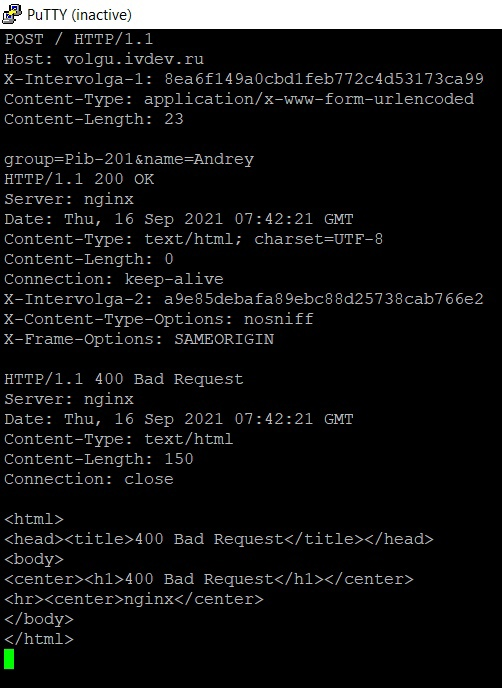 PuTTY (inactive)
POST / HTTP/1.1
Host: volgu.ivdev.ru
X-Intervolga-1: 8ea6f149a0cbd1feb772c4d53173ca99
Content-Type: application/x-www-form-urlencoded
Content-Length: 23

group=Pib-201&name=Andrey
HTTP/1.1 200 OK
Server: nginx
Date: Thu, 16 Sep 2021 07:42:21 GMT
Content-Type: text/html; charset=UTF-8
Content-Length: 0
Connection: keep-alive
X-Intervolga-2: a9e85debafa89ebc88d25738cab766e2
X-Content-Type-Options: nosniff
X-Frame-Options: SAMEORIGIN

HTTP/1.1 400 Bad Request
Server: nginx
Date: Thu, 16 Sep 2021 07:42:21 GMT
Content-Type: text/html
Content-Length: 150
Connection: close

<html>
<head><title>400 Bad Request</title></head>
<body>
<center><h1>400 Bad Request</h1></center>
<hr><center>nginx</center>
</body>
</html>